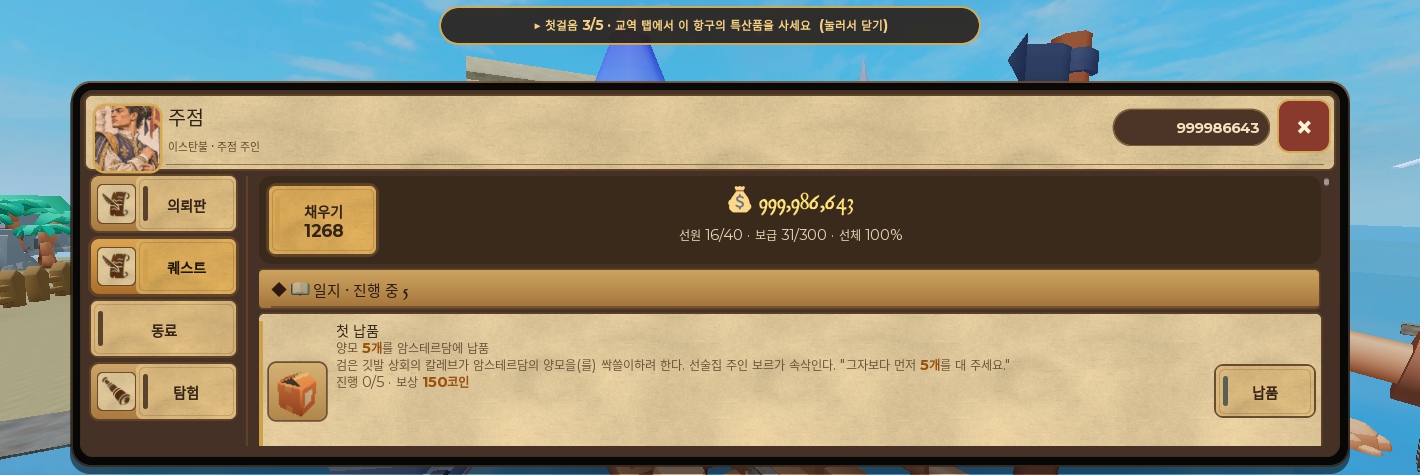 ▸ 첫걸음 3/5 · 교역 탭에서 이 항구의 특산품을 사세요 (눌러서 닫기)
주점
이스탄불 · 주점 주인
999986643
의뢰판
퀘스트
동료
탐험
채우기
1268
999,986,643
선원 16/40 · 보급 31/300 · 선체 100%
◆ 일지 · 진행 중 5
첫 납품
양모 5개를 암스테르담에 납품
검은 깃발 상회의 칼레브가 암스테르담의 양모을(를) 싹쓸이하려 한다. 선술집 주인 보르가 속삭인다. "그자보다 먼저 5개를 대 주세요."
진행 0/5 · 보상 150코인
납품